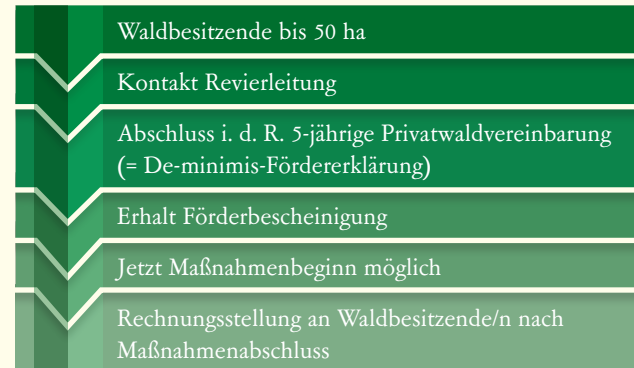 Waldbesitzende bis 50 ha
Kontakt Revierleitung
Abschluss i. d. R. 5-jährige Privatwaldvereinbarung
(= De-minimis-Fördererklärung)
Erhalt Förderbescheinigung
Jetzt Maßnahmenbeginn möglich
Rechnungsstellung an Waldbesitzende/n nach
Maßnahmenabschluss